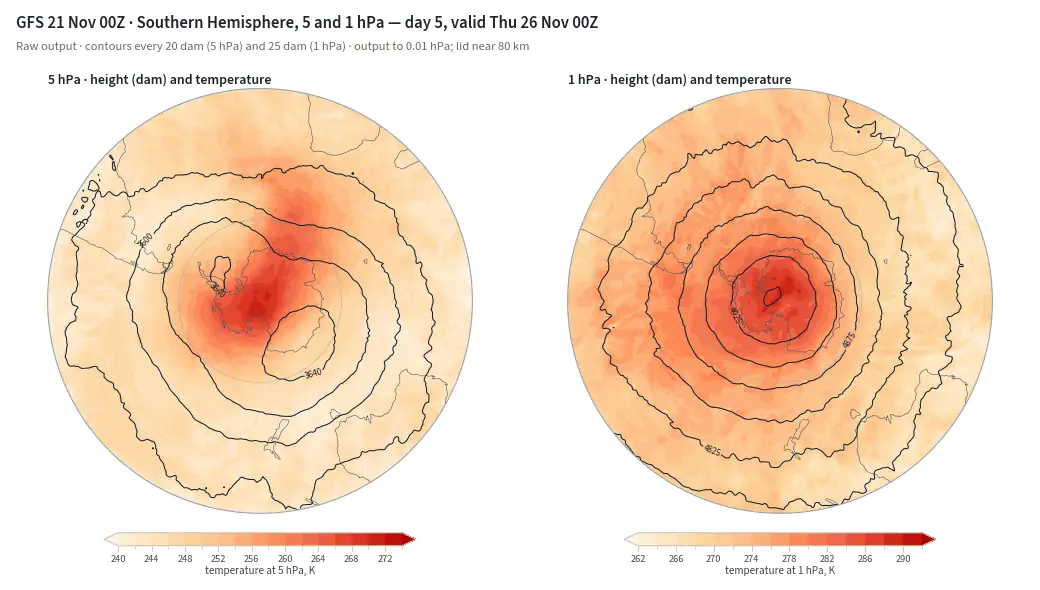 GFS 21 Nov 00Z · Southern Hemisphere, 5 and 1 hPa — day 5, valid Thu 26 Nov 00Z
Raw output · contours every 20 dam (5 hPa) and 25 dam (1 hPa) · output to 0.01 hPa; lid near 80 km
5 hPa · height (dam) and temperature
1 hPa · height (dam) and temperature
3600
3640
4875
4825
240 244 248 252 256 260 264 268 272
temperature at 5 hPa, K
262 266 270 274 278 282 286 290
temperature at 1 hPa, K